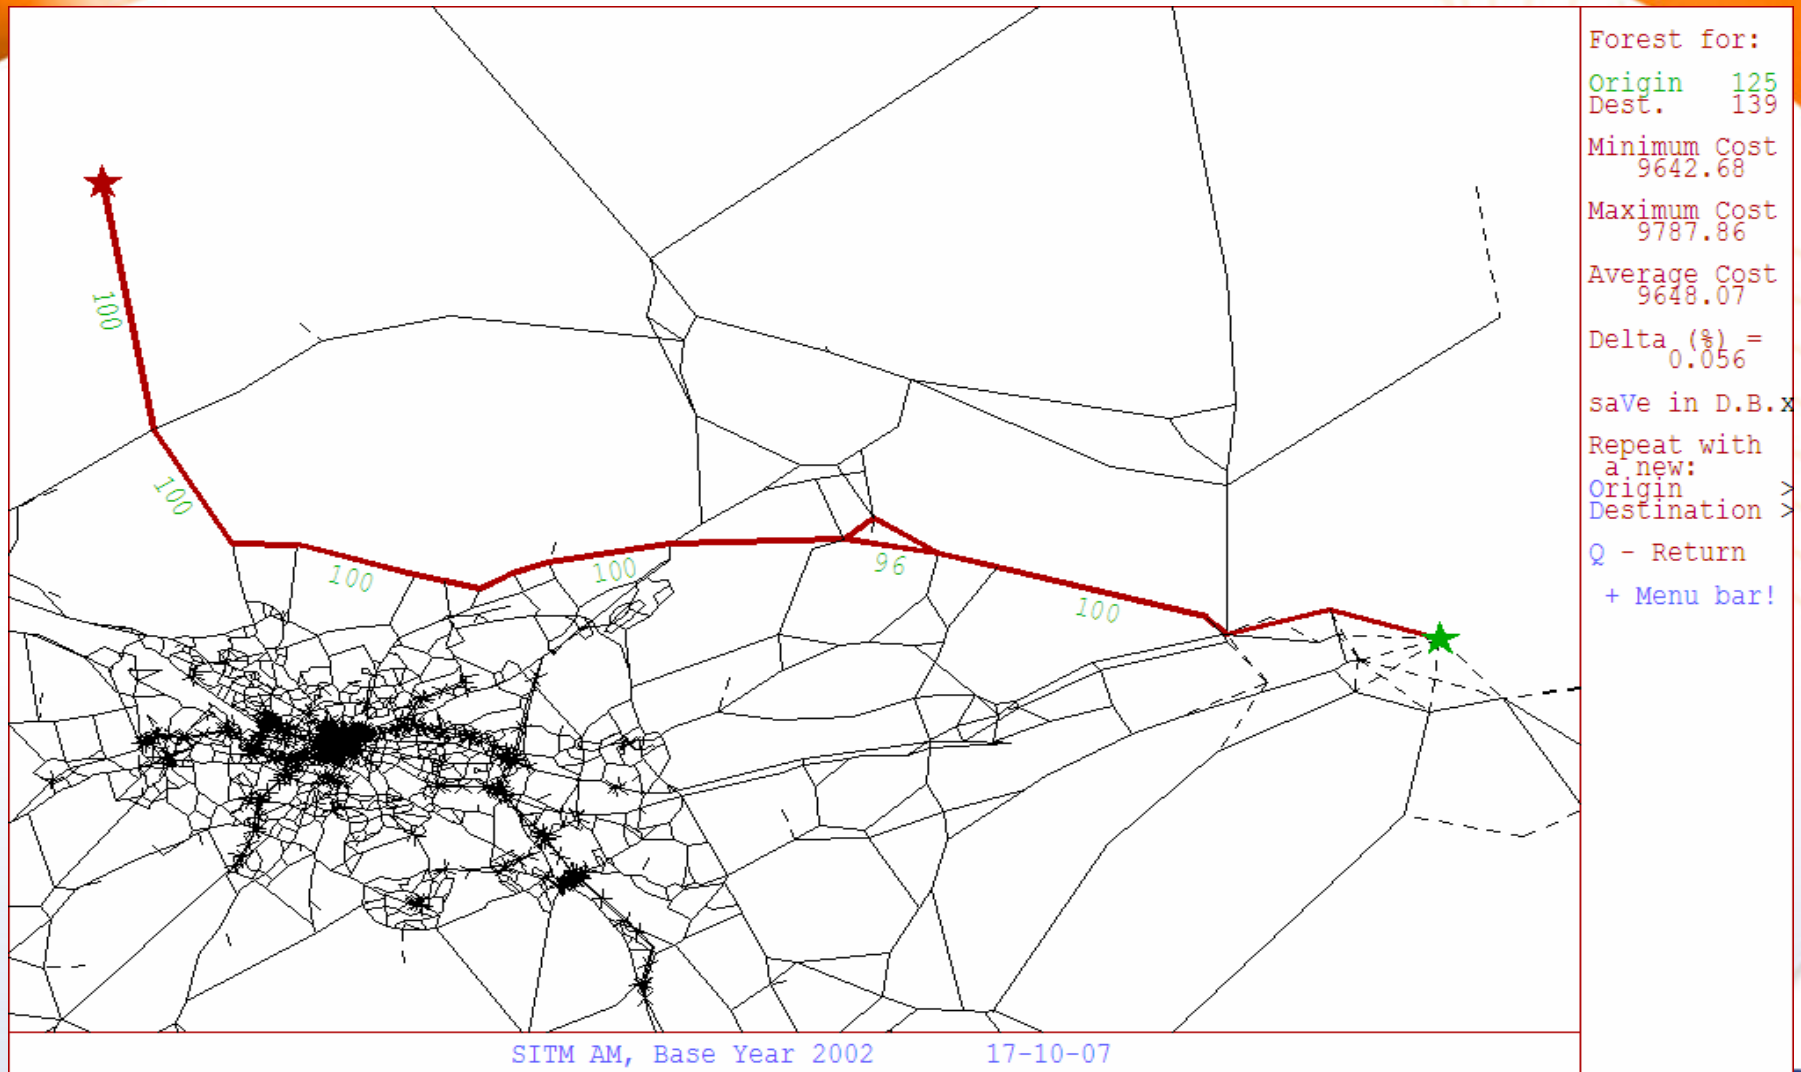 Forest for:
Origin 125
Dest. 139
Minimum Cost
9642.68
Maximum Cost
9787.86
Average Cost
9648.07
Delta (%) =
0.056
saVe in D.B.x
Repeat with
a new:
Origin >
Destination >
Q - Return
+ Menu bar!
100
100
100
100
96
100
SITM AM, Base Year 2002 17-10-07